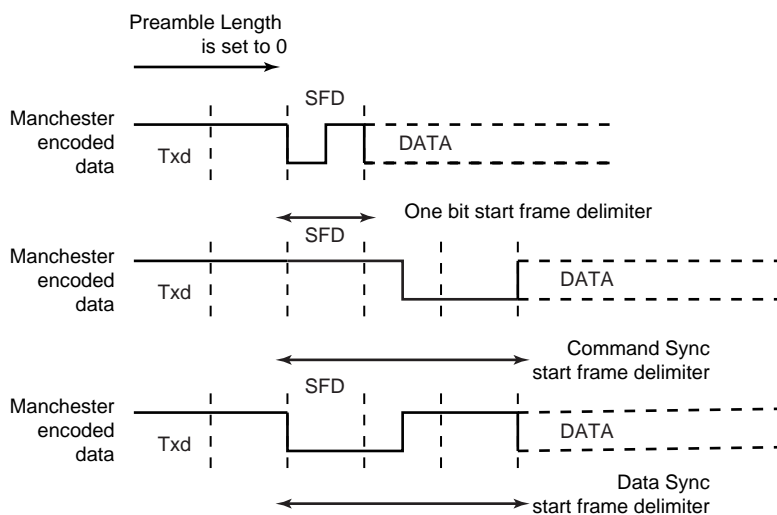 Preamble Length
is set to 0
SFD
Manchester
encoded
data
Txd
DATA
One bit start frame delimiter
SFD
Manchester
encoded
data
Txd
DATA
Command Sync
start frame delimiter
SFD
Manchester
encoded
data
Txd
DATA
Data Sync
start frame delimiter